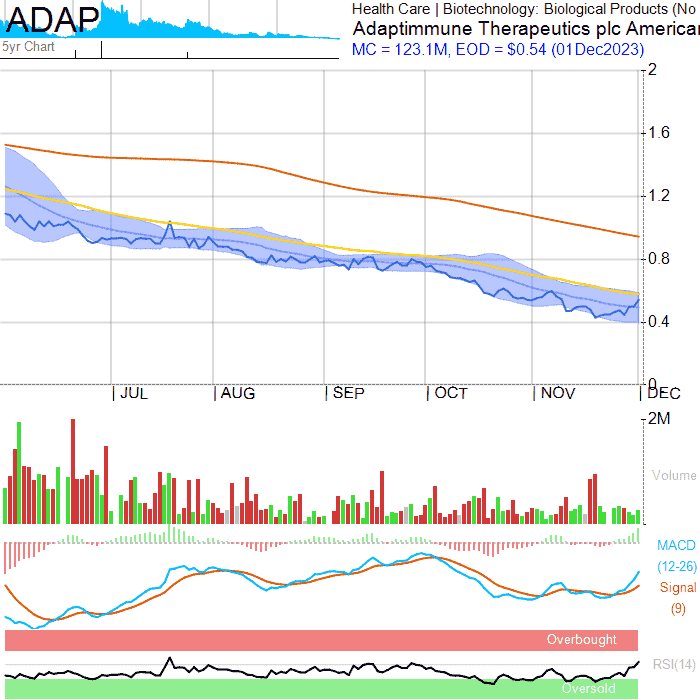 ADAP
5yr Chart
Health Care | Biotechnology: Biological Products (No
Adaptimmune Therapeutics plc American
MC = 123.1M, EOD = $0.54 (01Dec2023)
2
1.6
1.2
0.8
0.4
0
JUL
AUG
SEP
OCT
NOV
DEC
2M
Volume
MACD
(12-26)
Signal
(9)
Overbought
RSI(14)
Oversold